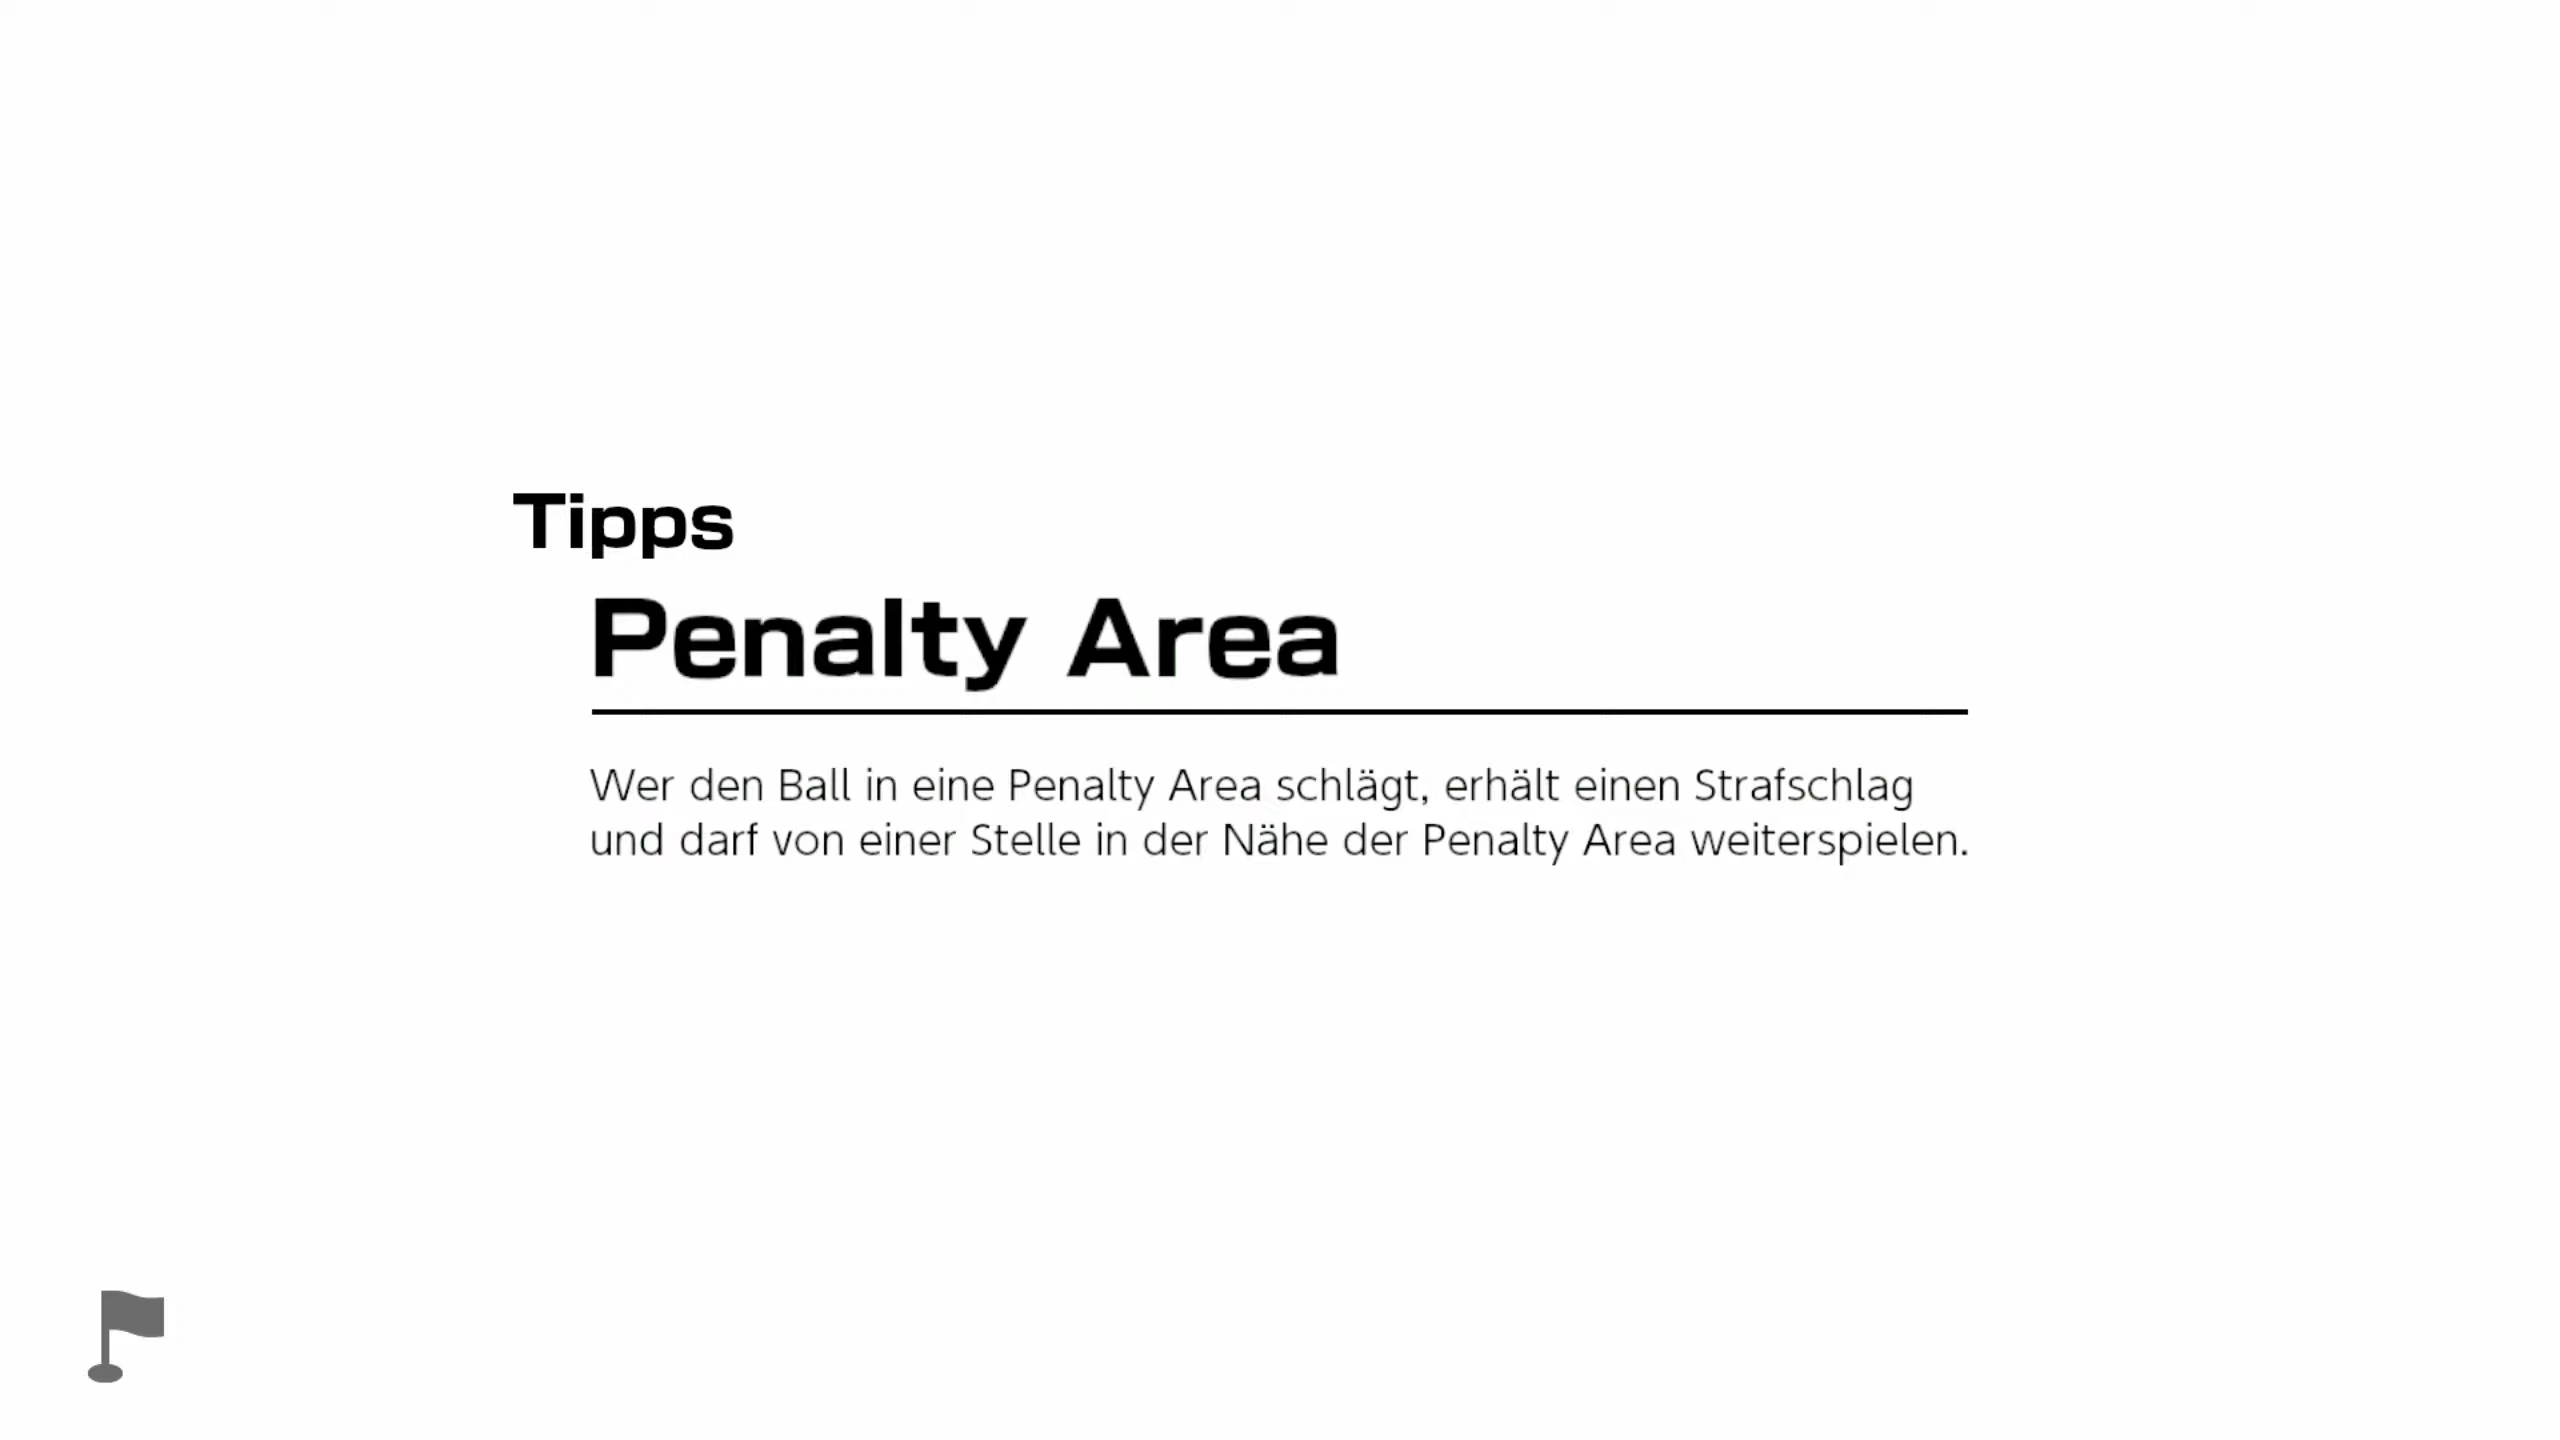 Tipps
Penalty Area
Wer den Ball in eine Penalty Area schlägt, erhält einen Strafschlag
und darf von einer Stelle in der Nähe der Penalty Area weiterspielen.